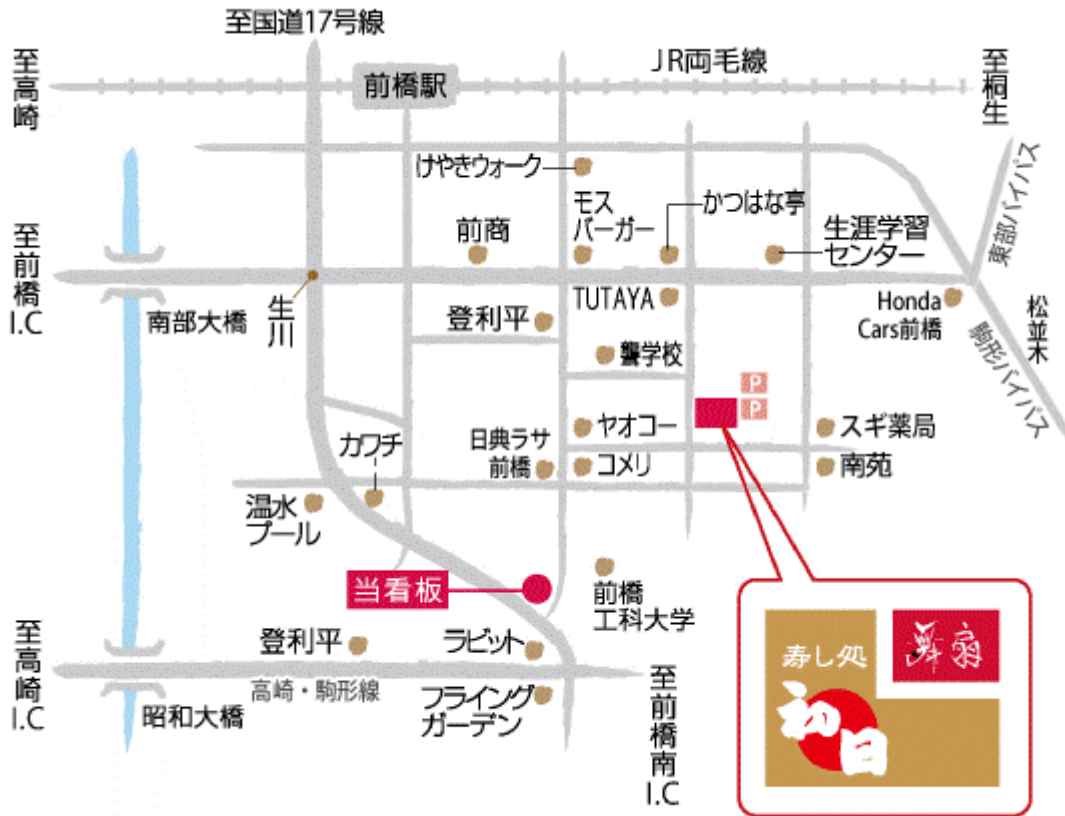 至国道17号線
至高崎
前橋駅
JR両毛線
至桐生
東部バイパス
けやきウォーク
モス
バーガー
かつはな亭
前商
生涯学習
センター
至前橋I.C
南部大橋
生川
登利平
TUTAYA
Honda
Cars前橋
松並木
駒形バイパス
聾学校
P
P
カワチ
日典ラサ
前橋
ヤオコー
コメリ
スギ薬局
南苑
温水
プール
当看板
前橋
工科大学
至高崎I.C
登利平
ラビット
高崎・駒形線
昭和大橋
フライング
ガーデン
至前橋南I.C
寿し処
初日
舞扇